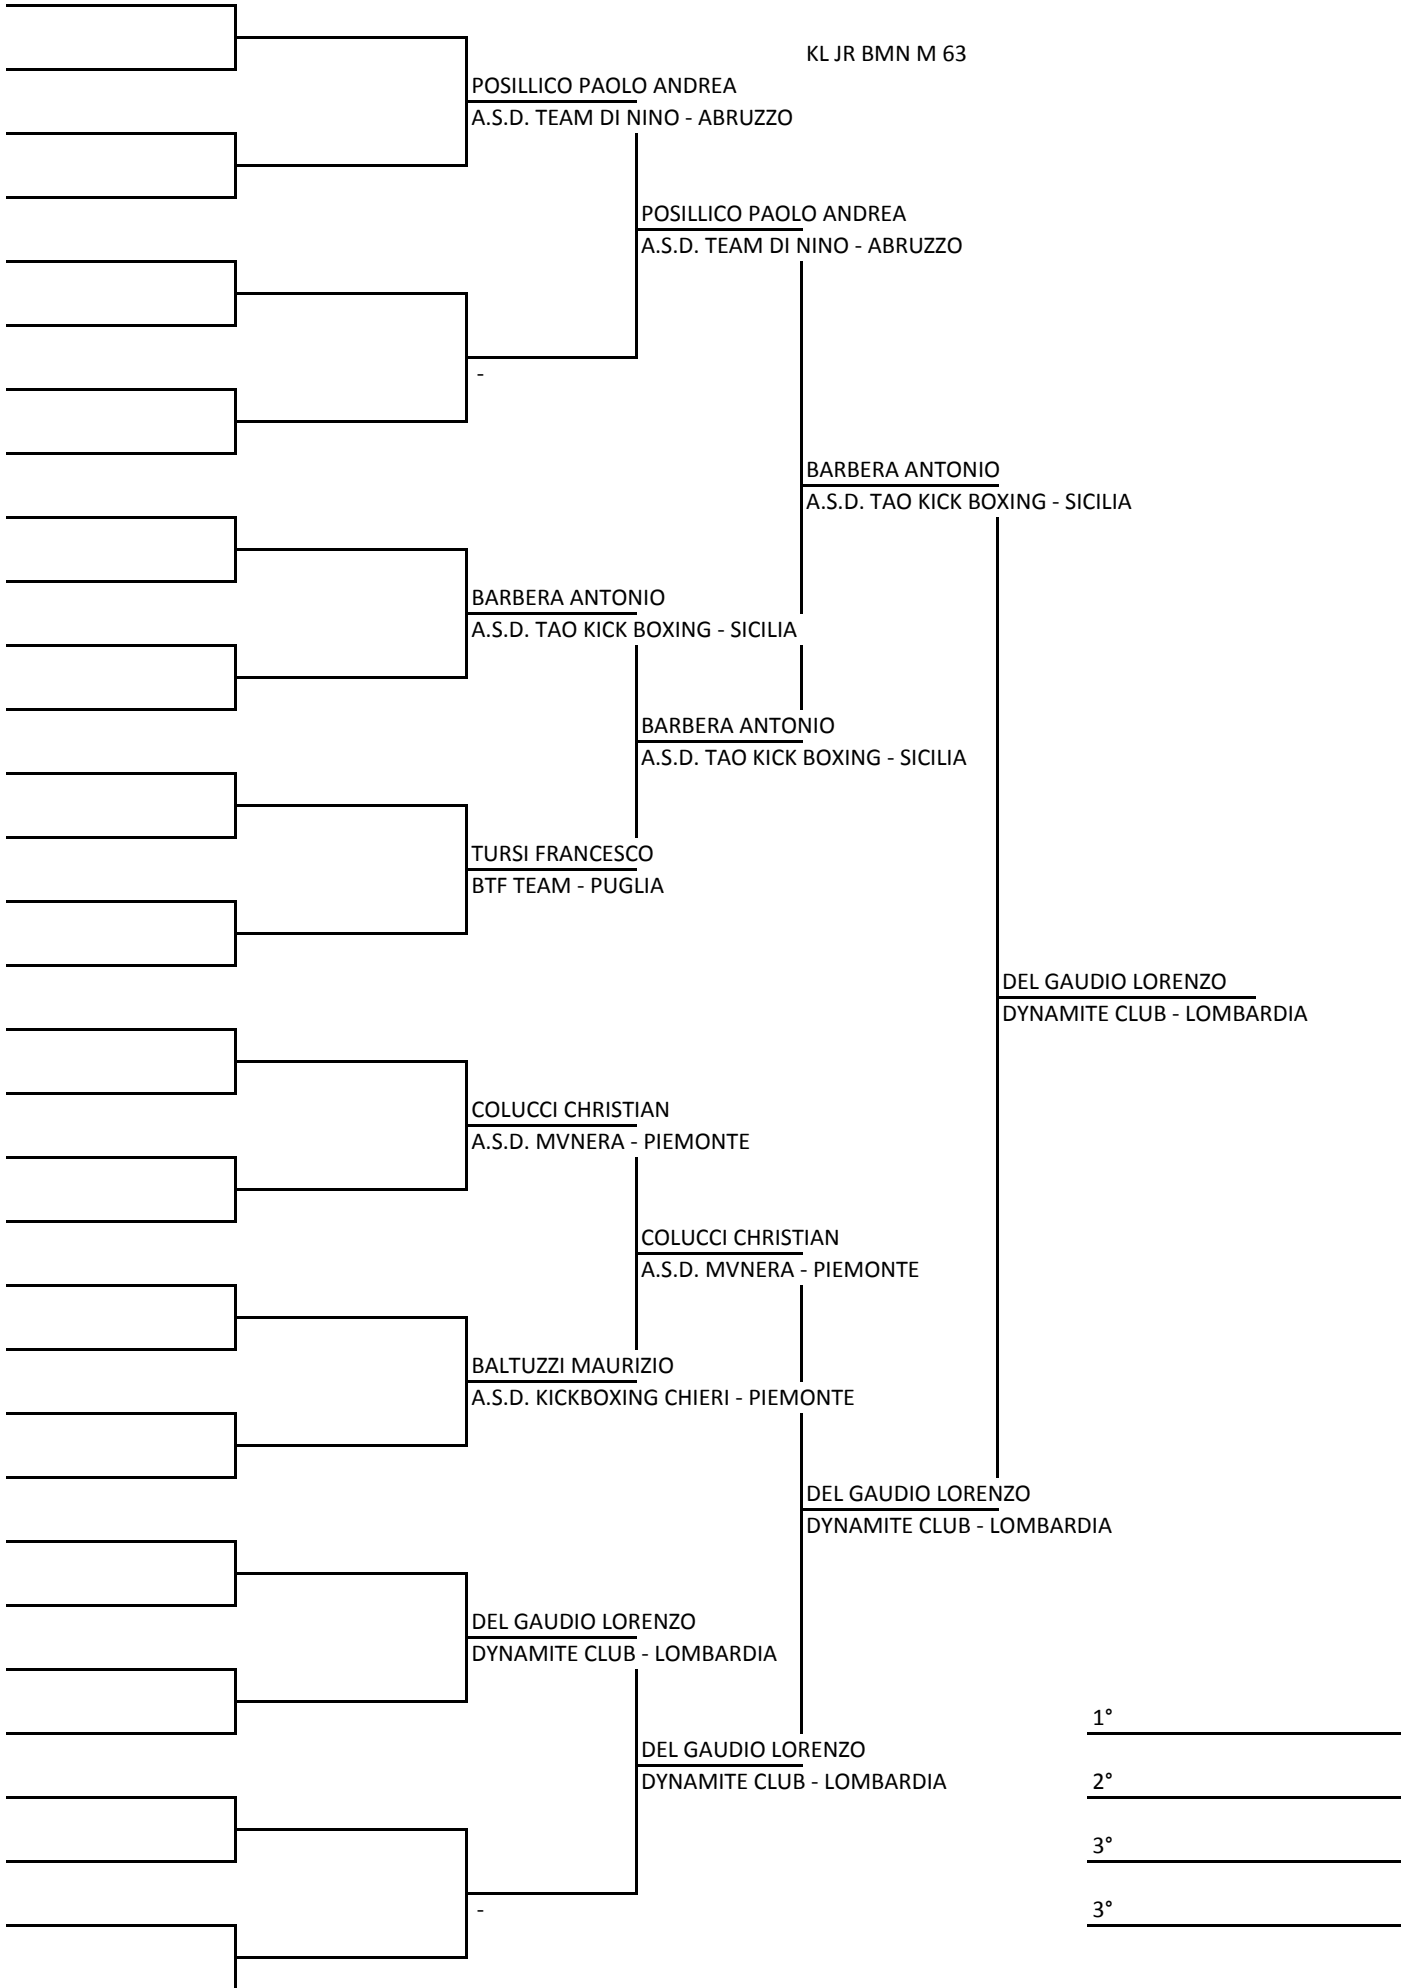 KL JR BMN M 63
POSILLICO PAOLO ANDREA
A.S.D. TEAM DI NINO - ABRUZZO
POSILLICO PAOLO ANDREA
A.S.D. TEAM DI NINO - ABRUZZO
-
BARBERA ANTONIO
A.S.D. TAO KICK BOXING - SICILIA
BARBERA ANTONIO
A.S.D. TAO KICK BOXING - SICILIA
BARBERA ANTONIO
A.S.D. TAO KICK BOXING - SICILIA
TURSI FRANCESCO
BTF TEAM - PUGLIA
DEL GAUDIO LORENZO
DYNAMITE CLUB - LOMBARDIA
COLUCCI CHRISTIAN
A.S.D. MVNERA - PIEMONTE
COLUCCI CHRISTIAN
A.S.D. MVNERA - PIEMONTE
BALTUZZI MAURIZIO
A.S.D. KICKBOXING CHIERI - PIEMONTE
DEL GAUDIO LORENZO
DYNAMITE CLUB - LOMBARDIA
DEL GAUDIO LORENZO
DYNAMITE CLUB - LOMBARDIA
1°
DEL GAUDIO LORENZO
DYNAMITE CLUB - LOMBARDIA
2°
3°
3°
-